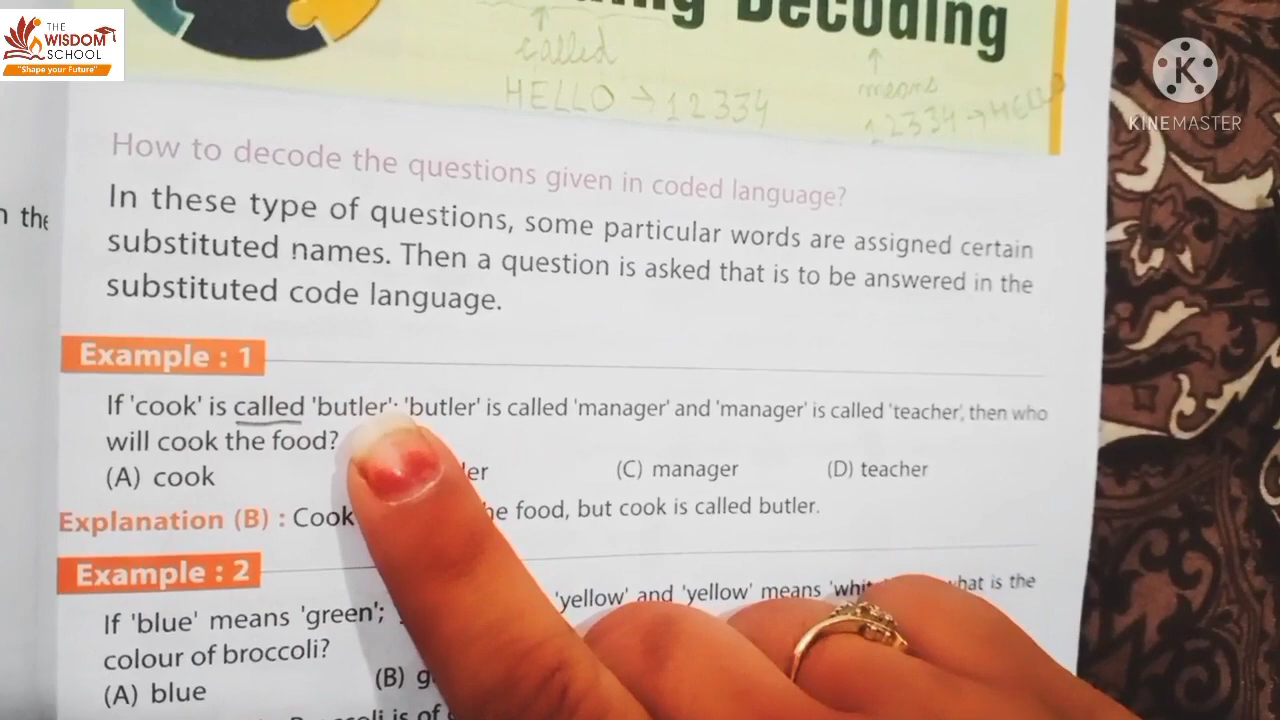 THE
WISDOM
SCHOOL
"Shape your Future"
Decoding
called
means
HELLO → 12334
12334 → HELLO
K
KINEMASTER
How to decode the questions given in coded language?
In these type of questions, some particular words are assigned certain
substituted names. Then a question is asked that is to be answered in the
substituted code language.
Example : 1
If 'cook' is called 'butler'; 'butler' is called 'manager' and 'manager' is called 'teacher', then who
will cook the food?
(A) cook (C) manager (D) teacher
Explanation (B) : Cook food, but cook is called butler.
Example : 2
If 'blue' means 'green'; 'yellow' and 'yellow' means is the
colour of broccoli?
(A) blue (B)